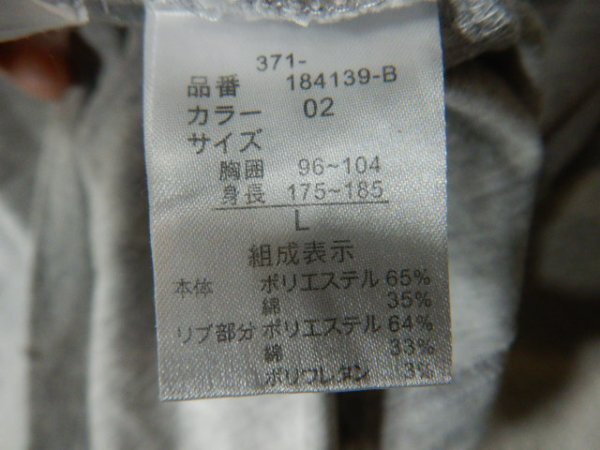 371-
品番 184139-B
カラー 02
サイズ
胸囲 96~104
身長 175~185
L
組成表示
本体 ポリエステル 65%
綿 35%
リブ部分 ポリエステル 64%
綿 33%
ポリウレタン 3%